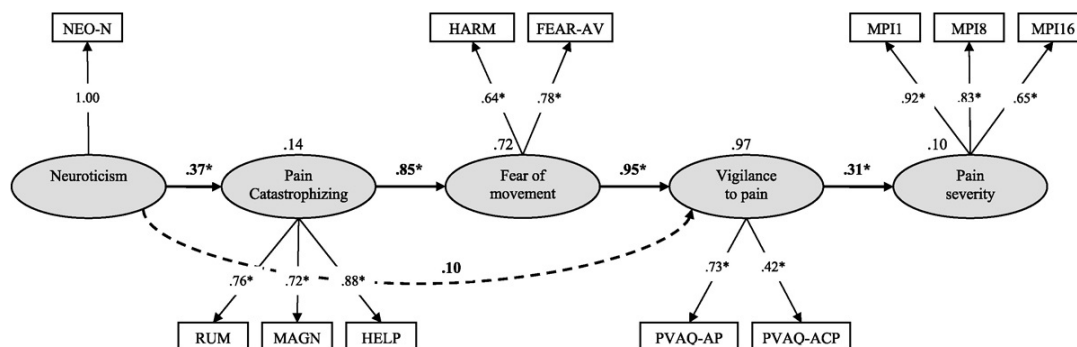 NEO-N
HARM
FEAR-AV
MPI1
MPI8
MPI16
1.00
.64*
.78*
.92*
.83*
.65*
.14
.72
.97
.10
Neuroticism
.37*
Pain
Catastrophizing
.85*
Fear of
movement
.95*
Vigilance
to pain
.31*
Pain
severity
.10
.76*
.72*
.88*
.73*
.42*
RUM
MAGN
HELP
PVAQ-AP
PVAQ-ACP